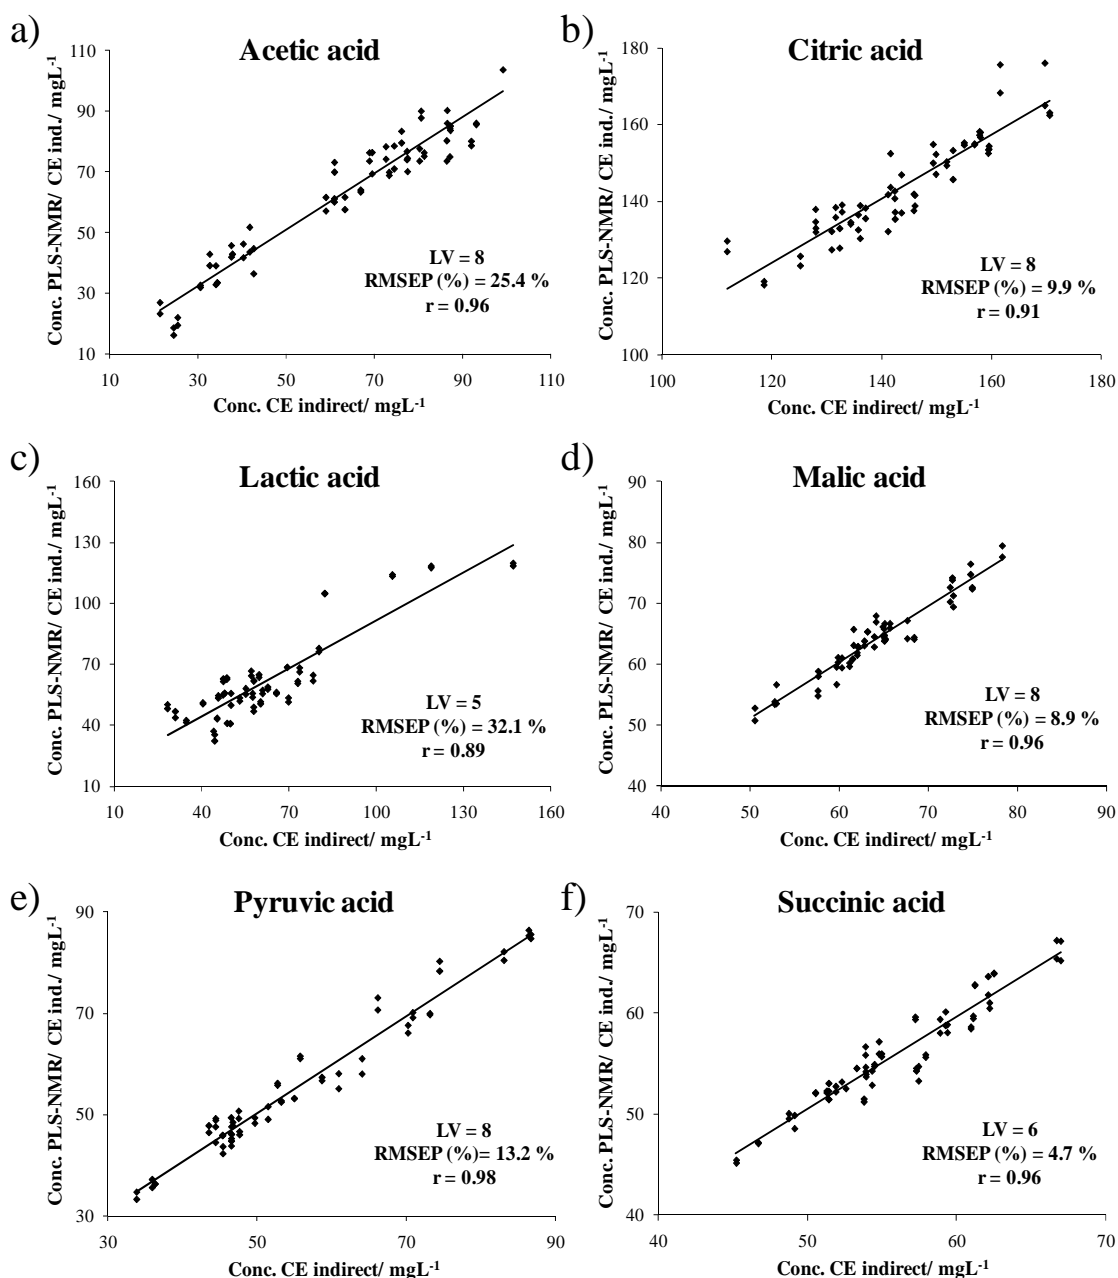 a)
Acetic acid
Conc. PLS-NMR/ CE ind./ mgL-1
110
90
70
50
30
10
LV = 8
RMSEP (%) = 25.4 %
r = 0.96
10 30 50 70 90 110
Conc. CE indirect/ mgL-1
b)
Citric acid
Conc. PLS-NMR/ CE ind./ mgL-1
180
160
140
120
100
LV = 8
RMSEP (%) = 9.9 %
r = 0.91
100 120 140 160 180
Conc. CE indirect/ mgL-1
c)
Lactic acid
Conc. PLS-NMR/ CE ind./ mgL-1
160
130
100
70
40
10
LV = 5
RMSEP (%) = 32.1 %
r = 0.89
10 40 70 100 130 160
Conc. CE indirect/ mgL-1
d)
Malic acid
Conc. PLS-NMR/ CE ind./ mgL-1
90
80
70
60
50
40
LV = 8
RMSEP (%) = 8.9 %
r = 0.96
40 50 60 70 80 90
Conc. CE indirect/ mgL-1
e)
Pyruvic acid
Conc. PLS-NMR/ CE ind./ mgL-1
90
70
50
30
LV = 8
RMSEP (%)= 13.2 %
r = 0.98
30 50 70 90
Conc. CE indirect/ mgL-1
f)
Succinic acid
Conc. PLS-NMR/ CE ind./ mgL-1
70
60
50
40
LV = 6
RMSEP (%) = 4.7 %
r = 0.96
40 50 60 70
Conc. CE indirect/ mgL-1